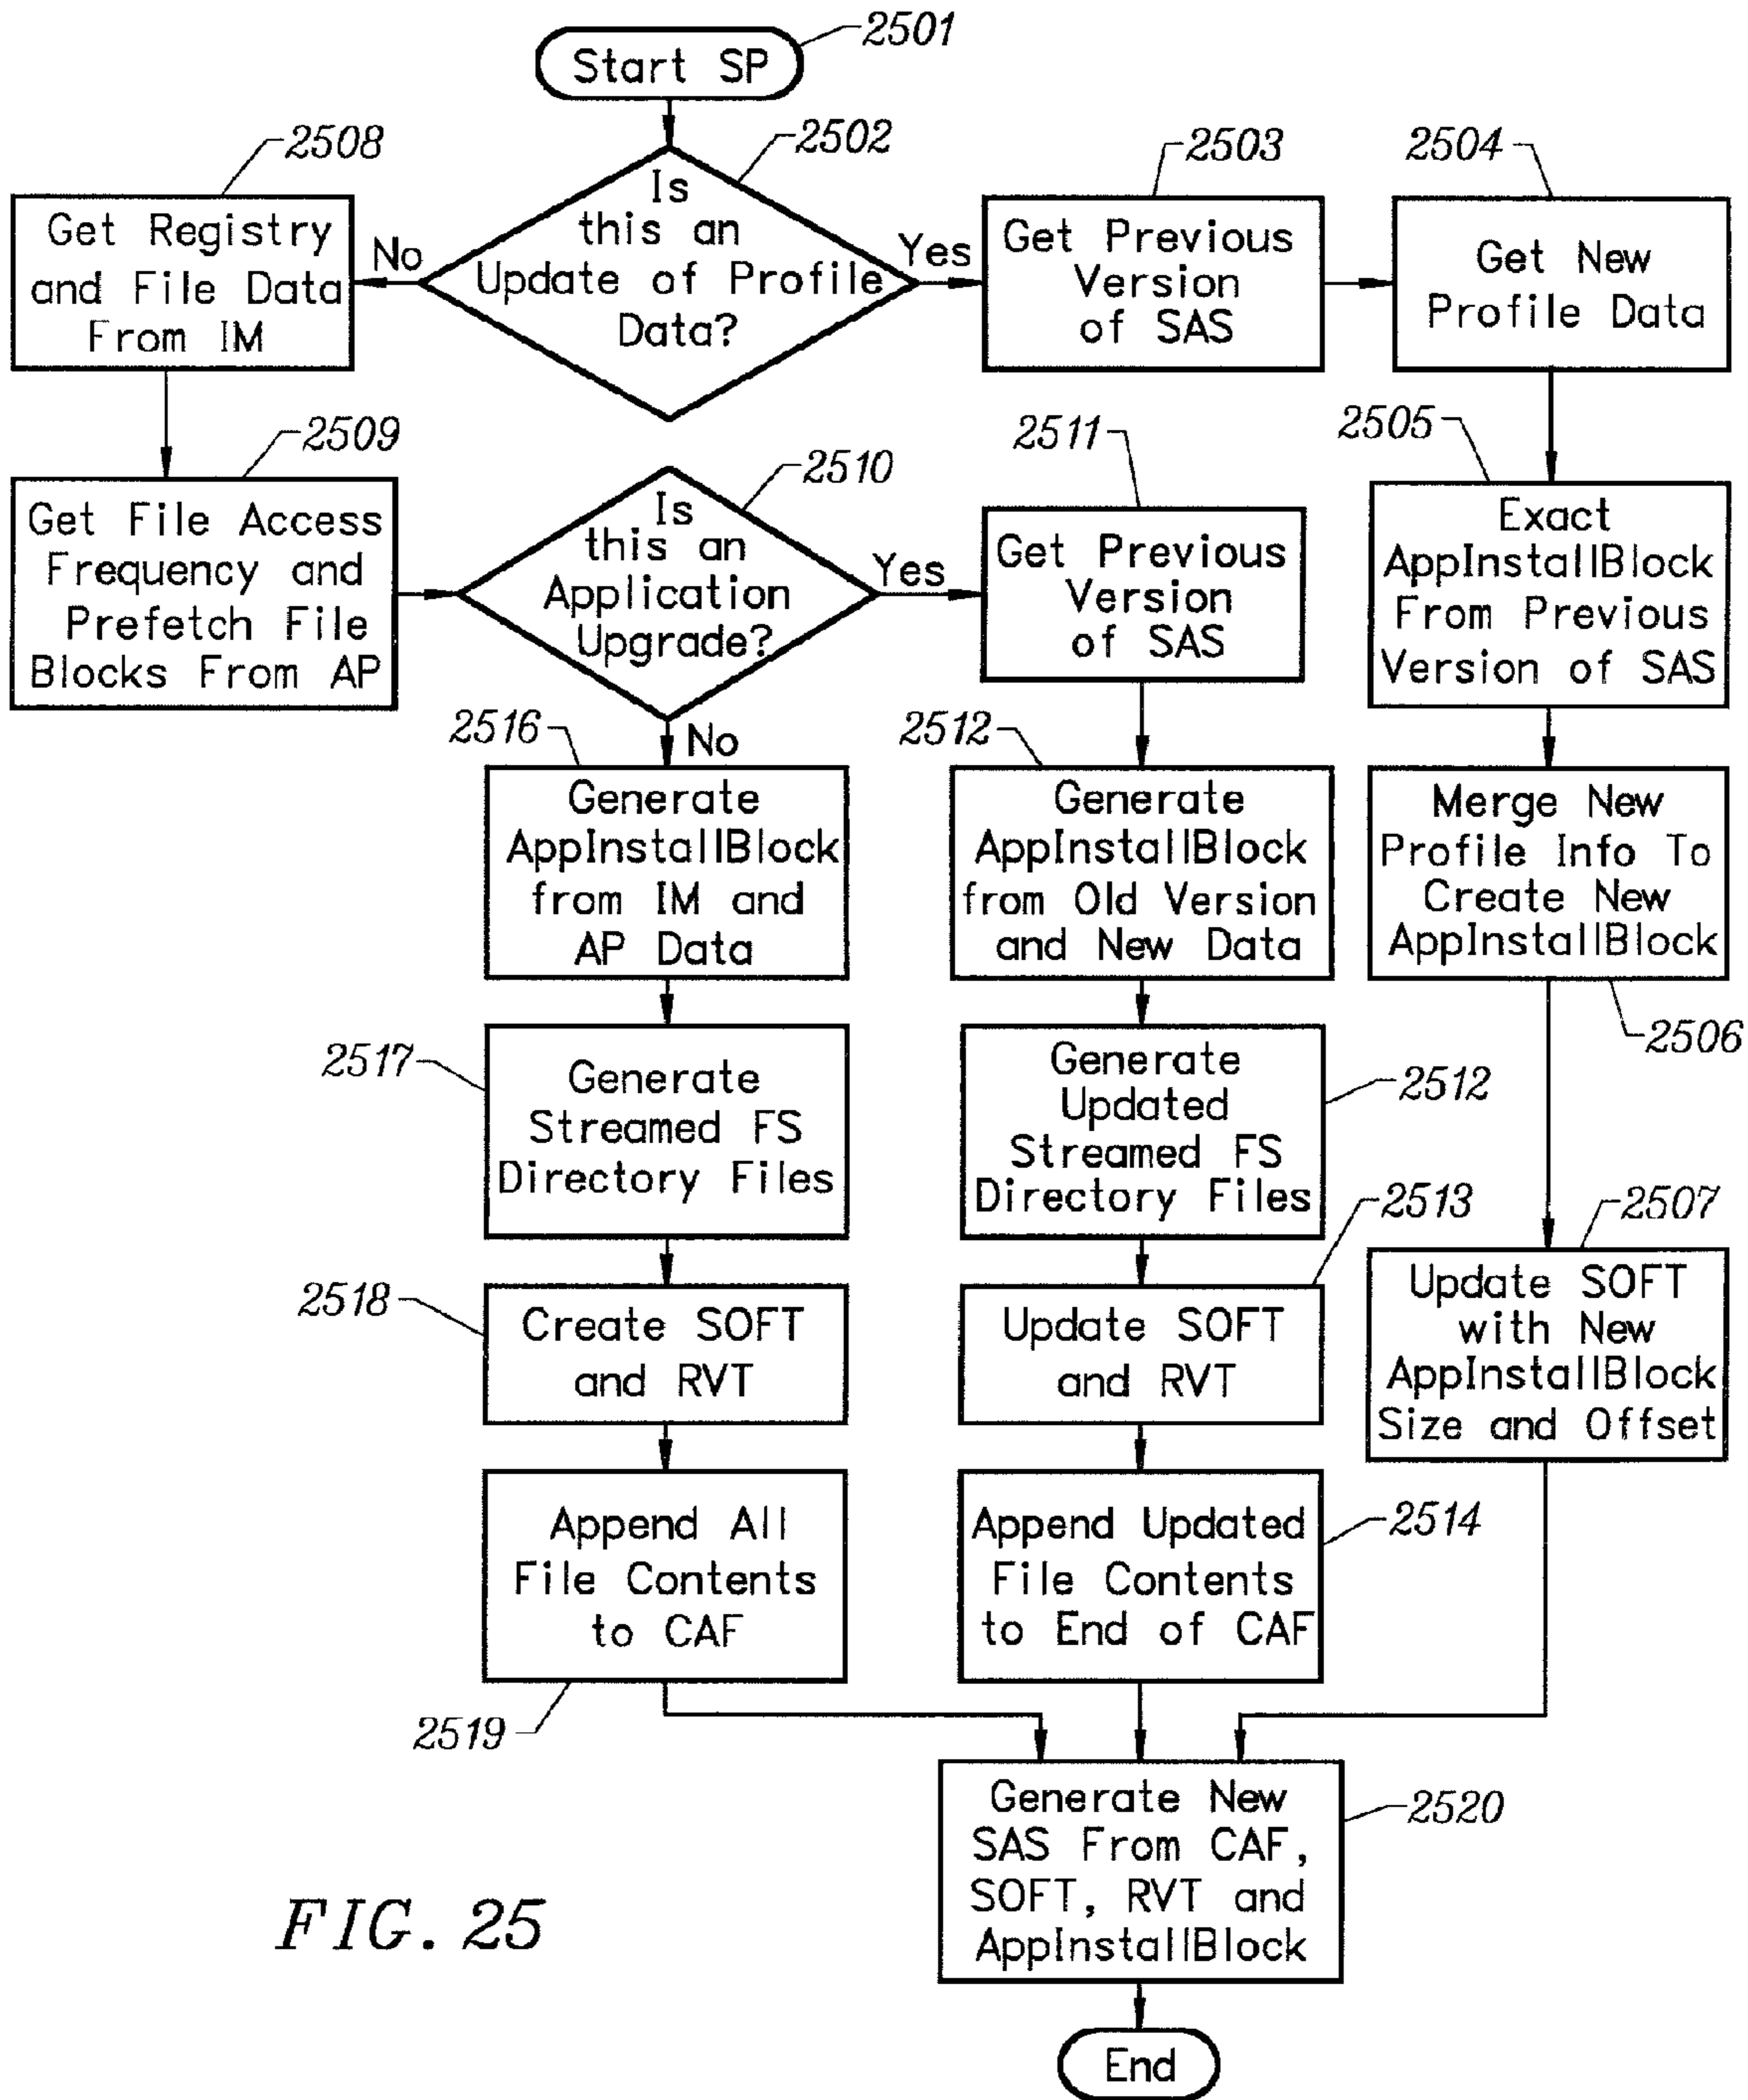 2501
Start SP
2502
Is
this an
Update of Profile
Data?
No
Yes
2508
Get Registry
and File Data
From IM
2503
Get Previous
Version
of SAS
2504
Get New
Profile Data
2509
Get File Access
Frequency and
Prefetch File
Blocks From AP
2510
Is
this an
Application
Upgrade?
Yes
No
2511
Get Previous
Version
of SAS
2505
Exact
AppInstallBlock
From Previous
Version of SAS
2516
Generate
AppInstallBlock
from IM and
AP Data
2512
Generate
AppInstallBlock
from Old Version
and New Data
Merge New
Profile Info To
Create New
AppInstallBlock
2506
2517
Generate
Streamed FS
Directory Files
Generate
Updated
Streamed FS
Directory Files
2512
2518
Create SOFT
and RVT
2513
Update SOFT
and RVT
2507
Update SOFT
with New
AppInstallBlock
Size and Offset
Append All
File Contents
to CAF
2519
Append Updated
File Contents
to End of CAF
2514
Generate New
SAS From CAF,
SOFT, RVT and
AppInstallBlock
2520
End
FIG. 25